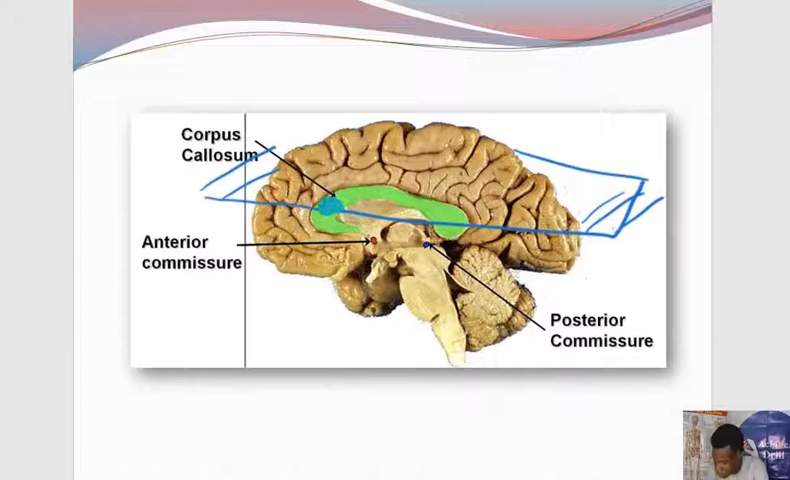 Corpus
Callosum
Anterior
commissure
Posterior
Commissure